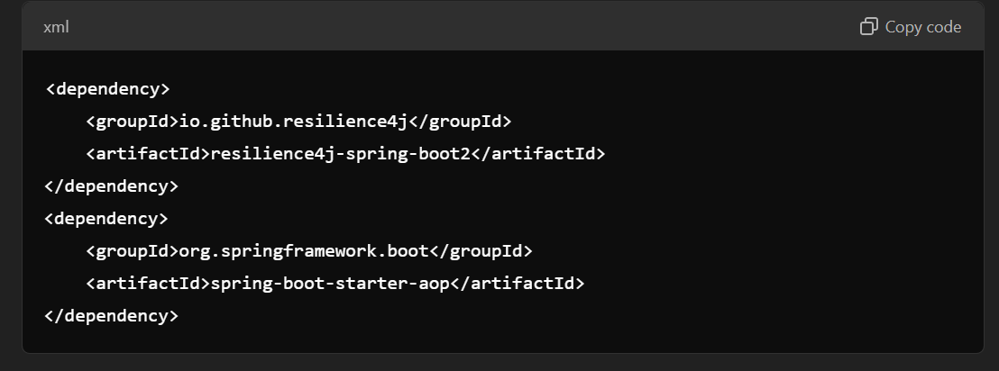 xml
Copy code
<dependency>
    <groupId>io.github.resilience4j</groupId>
    <artifactId>resilience4j-spring-boot2</artifactId>
</dependency>
<dependency>
    <groupId>org.springframework.boot</groupId>
    <artifactId>spring-boot-starter-aop</artifactId>
</dependency>